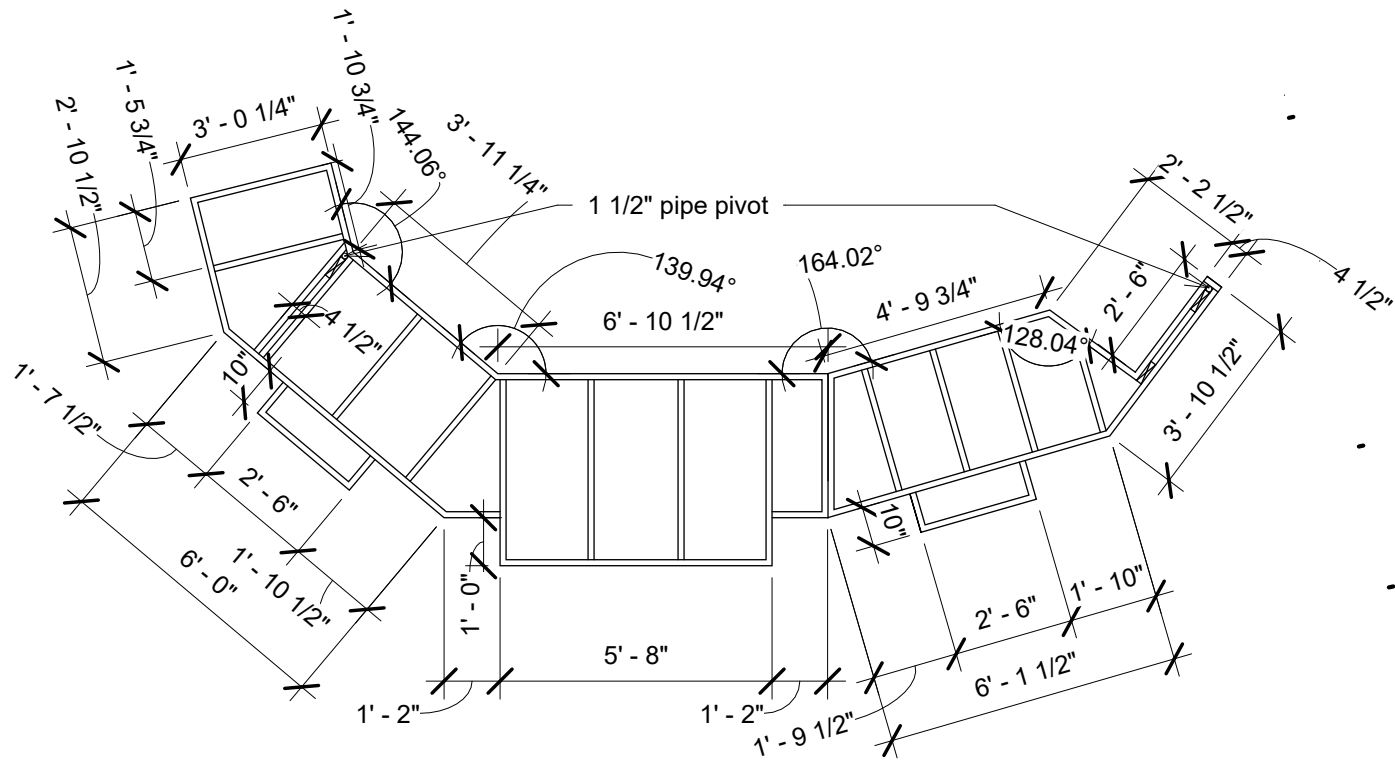 1' - 10 3/4"
1' - 5 3/4"
2' - 10 1/2"
3' - 0 1/4"
144.06°
3' - 11 1/4"
1 1/2" pipe pivot
2' - 2 1/2"
139.94°
164.02°
4 1/2"
4' - 9 3/4"
2' - 6"
6' - 10 1/2"
4 1/2"
128.04°
10"
1' - 7 1/2"
3' - 10 1/2"
2' - 6"
10"
6' - 0"
1' - 10 1/2"
1' - 0"
2' - 6"
1' - 10"
5' - 8"
6' - 1 1/2"
1' - 2"
1' - 2"
1' - 9 1/2"